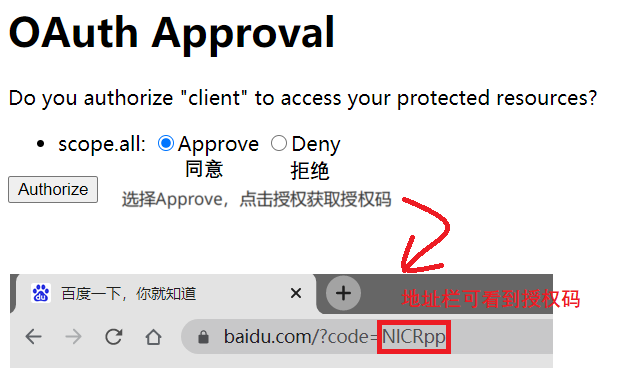 OAuth Approval
Do you authorize "client" to access your protected resources?
scope.all: Approve Deny
同意 拒绝
Authorize
选择Approve，点击授权获取授权码
百度一下，你就知道
地址栏可看到授权码
baidu.com/?code=NICRpp